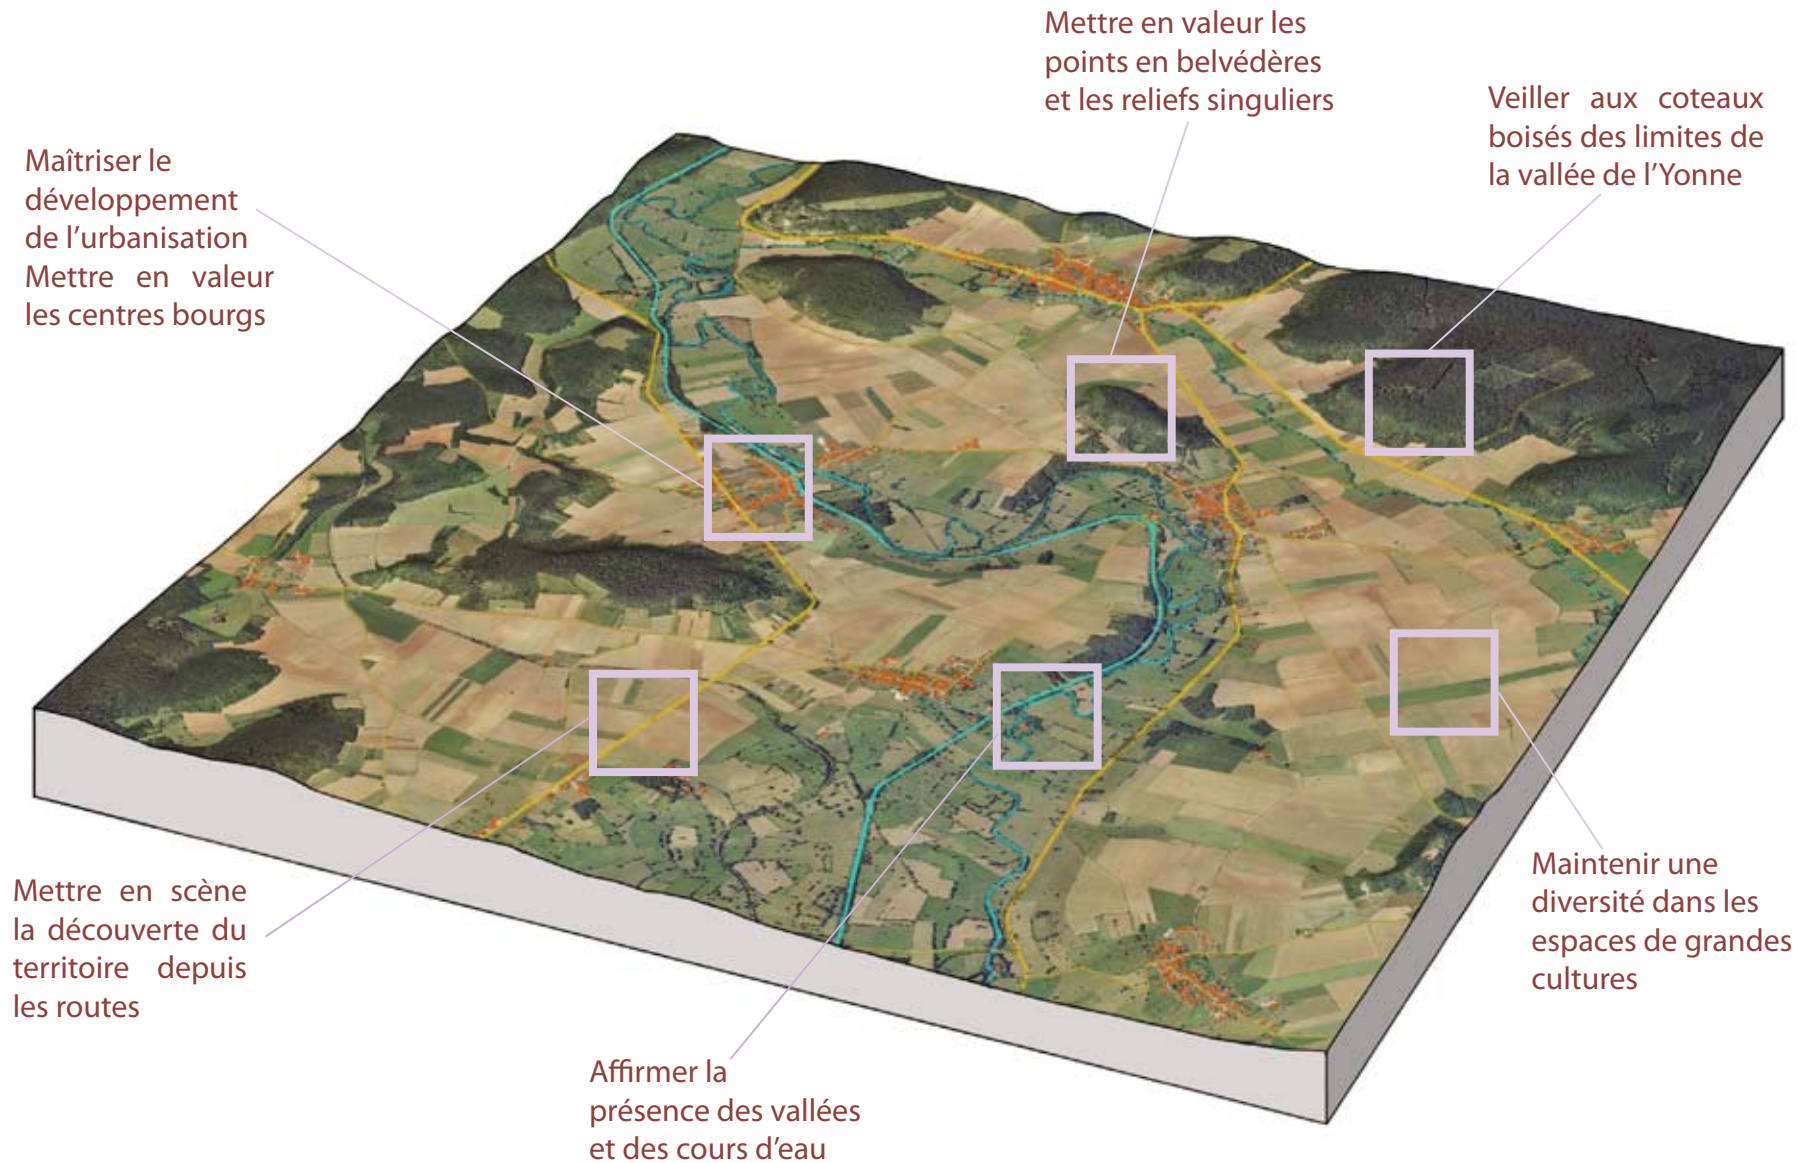 Mettre en valeur les
points en belvédères
et les reliefs singuliers
Veiller aux coteaux
boisés des limites de
la vallée de l’Yonne
Maîtriser le
développement
de l’urbanisation
Mettre en valeur
les centres bourgs
Mettre en scène
la découverte du
territoire depuis
les routes
Maintenir une
diversité dans les
espaces de grandes
cultures
Affirmer la
présence des vallées
et des cours d’eau